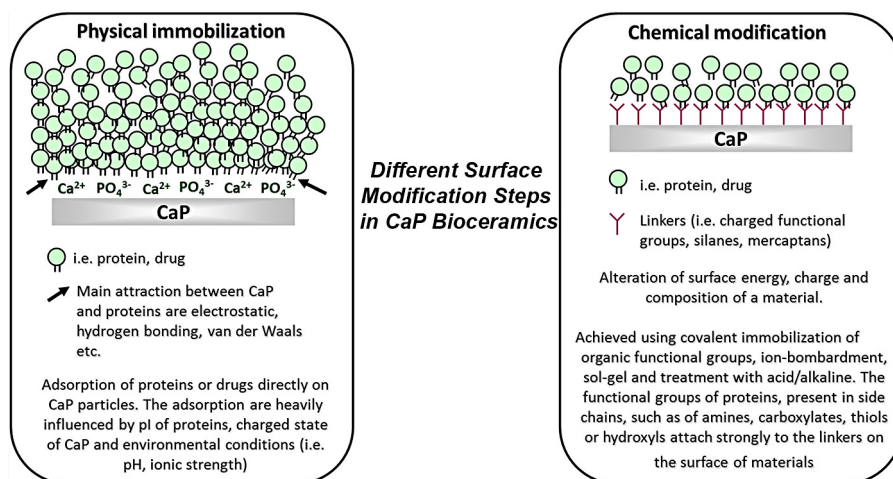 Physical immobilization
Ca²⁺ PO₄³⁻ Ca²⁺ PO₄³⁻ Ca²⁺ PO₄³⁻
CaP
i.e. protein, drug
Main attraction between CaP
and proteins are electrostatic,
hydrogen bonding, van der Waals
etc.
Adsorption of proteins or drugs directly on
CaP particles. The adsorption are heavily
influenced by pI of proteins, charged state
of CaP and environmental conditions (i.e.
pH, ionic strength)
Different Surface
Modification Steps
in CaP Bioceramics
Chemical modification
CaP
i.e. protein, drug
Linkers (i.e. charged functional
groups, silanes, mercaptans)
Alteration of surface energy, charge and
composition of a material.
Achieved using covalent immobilization of
organic functional groups, ion-bombardment,
sol-gel and treatment with acid/alkaline. The
functional groups of proteins, present in side
chains, such as of amines, carboxylates, thiols
or hydroxyls attach strongly to the linkers on
the surface of materials